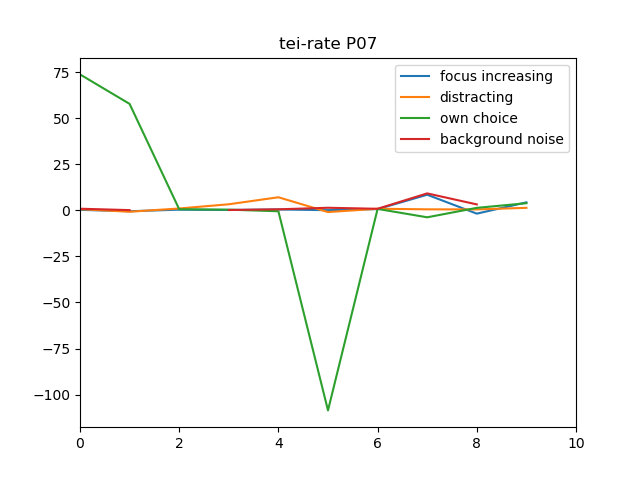 tei-rate P07
focus increasing
distracting
own choice
background noise
75
50
25
0
−25
−50
−75
−100
0 2 4 6 8 10